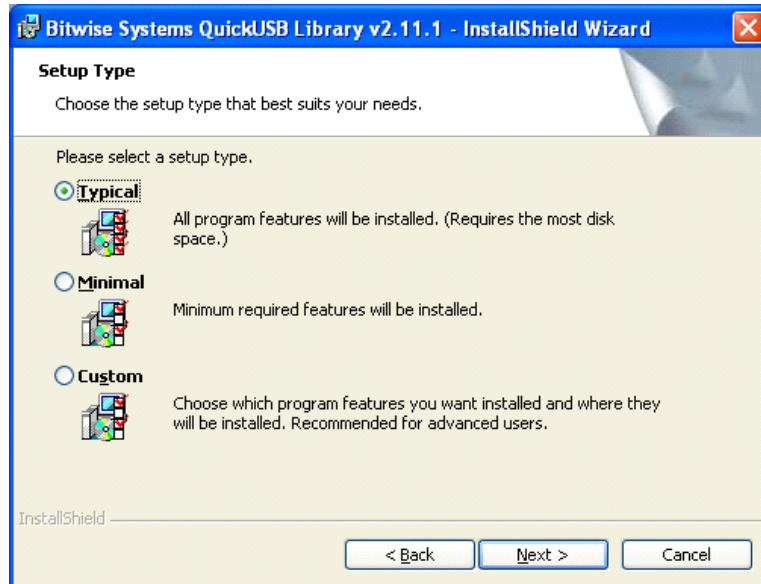 Bitwise Systems QuickUSB Library v2.11.1 - InstallShield Wizard
Setup Type
Choose the setup type that best suits your needs.
Please select a setup type.
Typical
All program features will be installed. (Requires the most disk
space.)
Minimal
Minimum required features will be installed.
Custom
Choose which program features you want installed and where they
will be installed. Recommended for advanced users.
InstallShield
< Back
Next >
Cancel